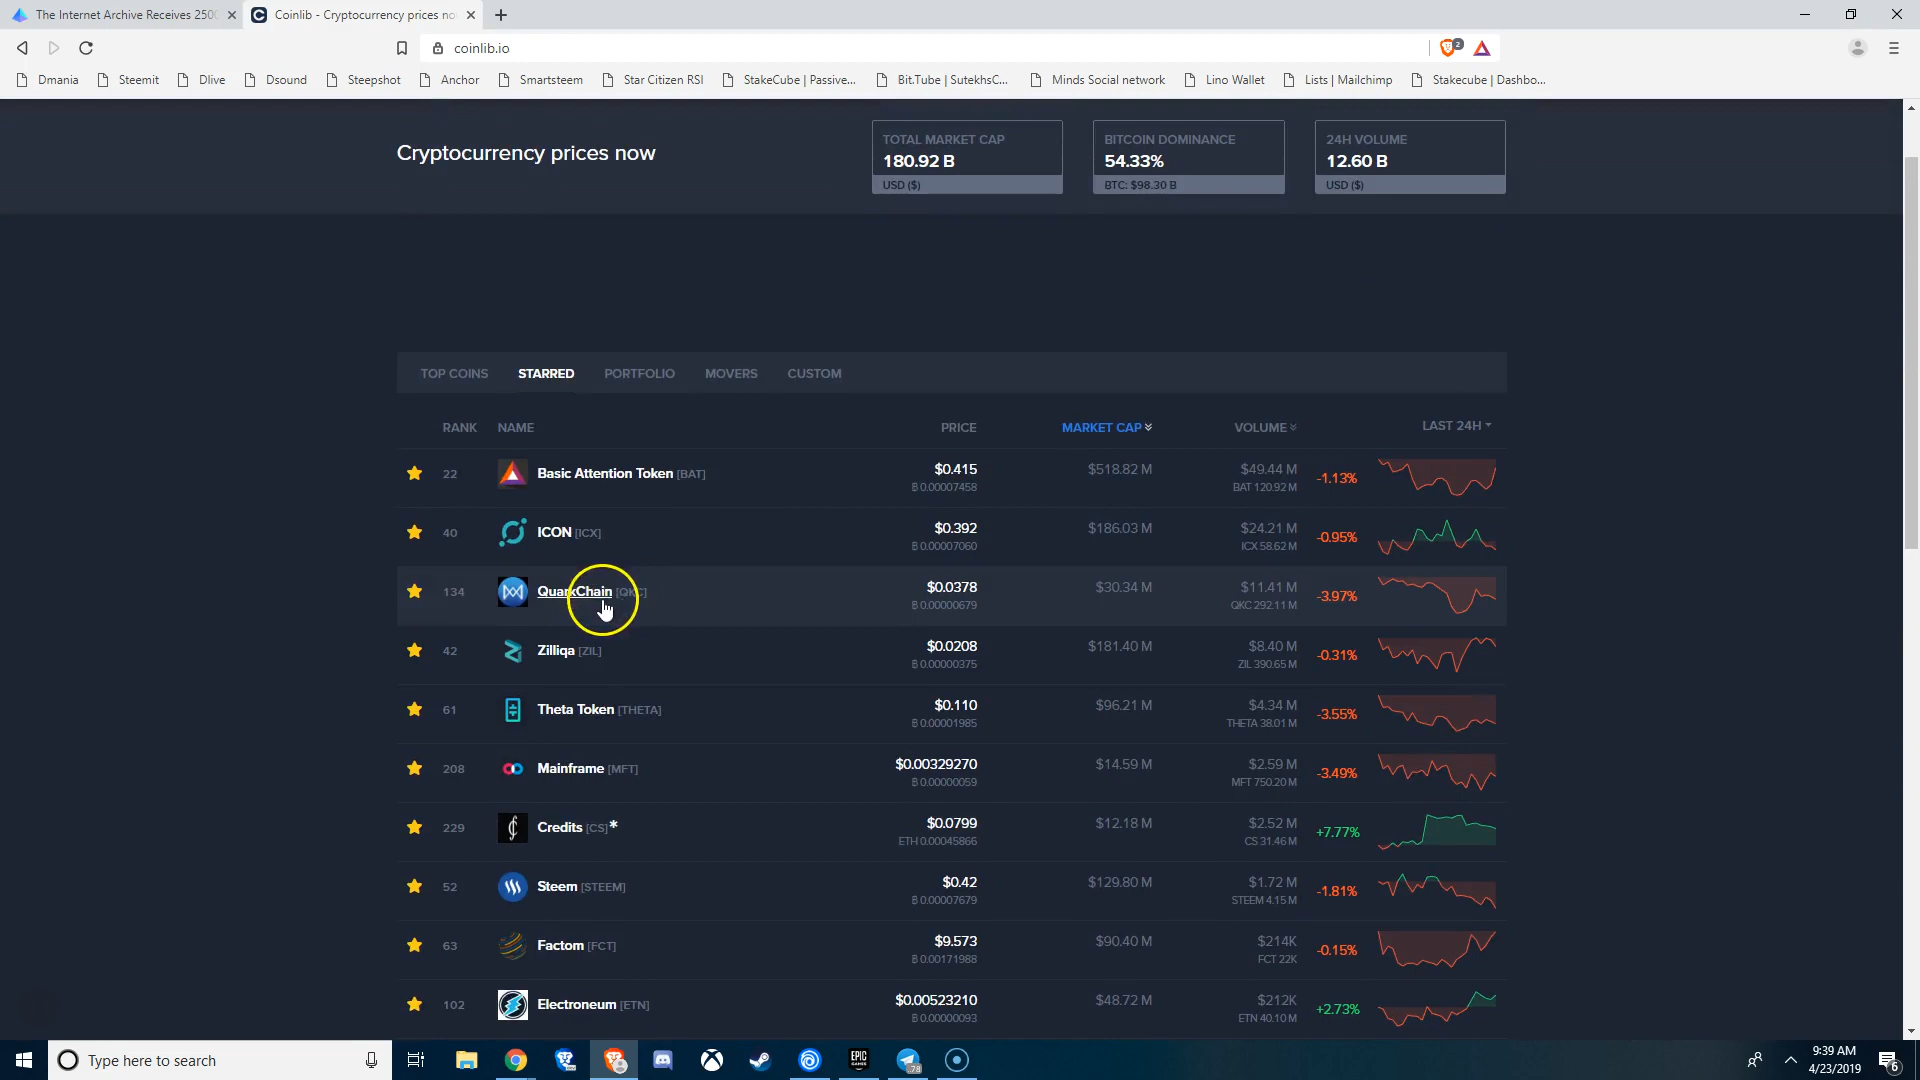 The Internet Archive Receives 250
Coinlib - Cryptocurrency prices no
coinlib.io
2
Dmania
Steemit
Dlive
Dsound
Steepshot
Anchor
Smartsteem
Star Citizen RSI
StakeCube | Passive...
Bit.Tube | SutekhsC...
Minds Social network
Lino Wallet
Lists | Mailchimp
Stakecube | Dashbo...
Cryptocurrency prices now
TOTAL MARKET CAP
180.92 B
USD ($)
BITCOIN DOMINANCE
54.33%
BTC: $98.30 B
24H VOLUME
12.60 B
USD ($)
TOP COINS STARRED PORTFOLIO MOVERS CUSTOM
RANK NAME PRICE MARKET CAP VOLUME LAST 24H
22 Basic Attention Token [BAT] $0.415 $518.82 M $49.44 M -1.13%
₿ 0.00007458 BAT 120.92 M
40 ICON [ICX] $0.392 $186.03 M $24.21 M -0.95%
₿ 0.00007060 ICX 58.62 M
134 QuarkChain [QKC] $0.0378 $30.34 M $11.41 M -3.97%
₿ 0.00000679 QKC 292.11 M
42 Zilliqa [ZIL] $0.0208 $181.40 M $8.40 M -0.31%
₿ 0.00000375 ZIL 390.65 M
61 Theta Token [THETA] $0.110 $96.21 M $4.34 M -3.55%
₿ 0.00001985 THETA 38.01 M
208 Mainframe [MFT] $0.00329270 $14.59 M $2.59 M -3.49%
₿ 0.00000059 MFT 750.20 M
229 Credits [CS]* $0.0799 $12.18 M $2.52 M +7.77%
ETH 0.00045866 CS 31.46 M
52 Steem [STEEM] $0.42 $129.80 M $1.72 M -1.81%
₿ 0.00007679 STEEM 4.15 M
63 Factom [FCT] $9.573 $90.40 M $214K -0.15%
₿ 0.00171988 FCT 22K
102 Electroneum [ETN] $0.00523210 $48.72 M $212K +2.73%
₿ 0.00000093 ETN 40.10 M
Type here to search
EPIC
GAMES
78
9:39 AM
4/23/2019
6